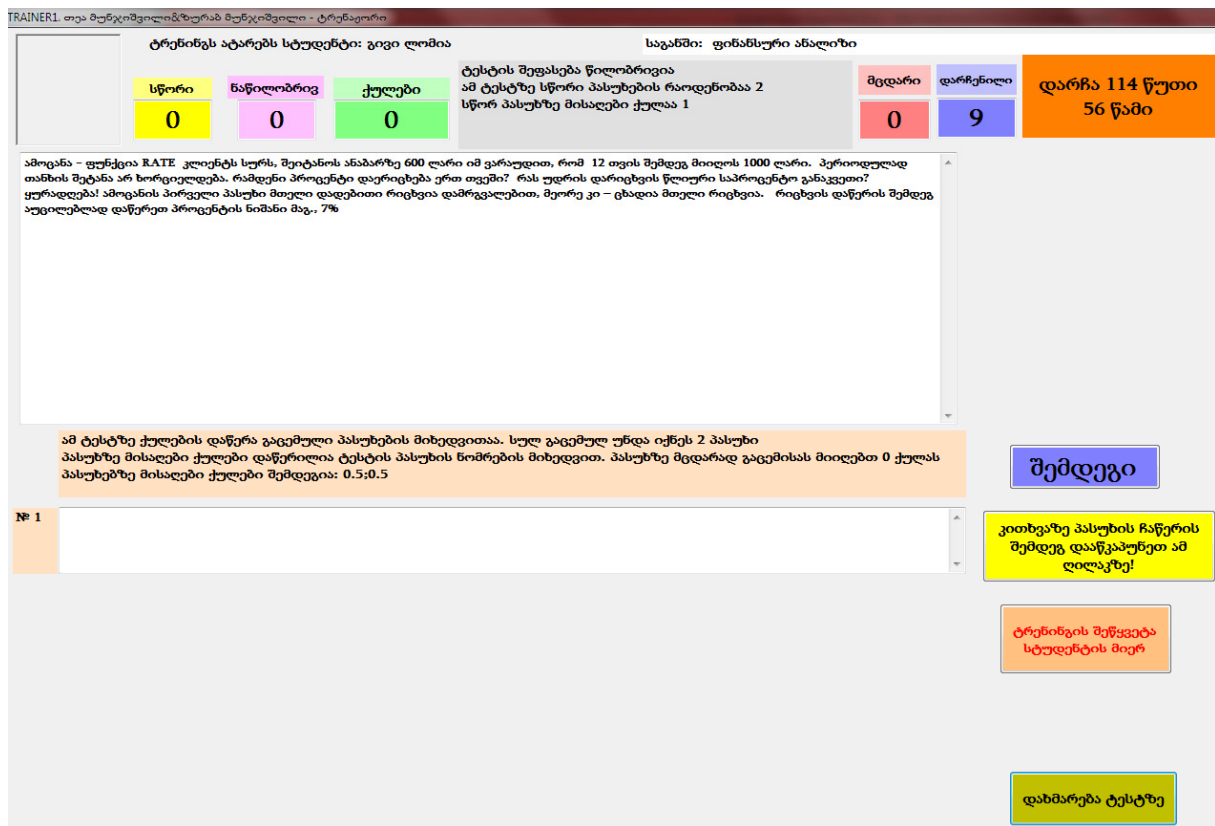 TRAINER1. თეა მუნჯიშვილი&ზურაბ მუნჯიშვილი - ტრენაჟორი
ტრენინგს ატარებს სტუდენტი: გივი ლომია
საგანში: ფინანსური ანალიზი
სწორი
0
ნაწილობრივ
0
ქულები
0
ტესტის შეფასება წილობრივია
ამ ტესტზე სწორი პასუხების რაოდენობაა 2
სწორ პასუხზე მისაღები ქულაა 1
მცდარი
0
დარჩენილი
9
დარჩა 114 წუთი
56 წამი
ამოცანა – ფუნქცია RATE კლიენტს სურს, შეიტანოს ანაბარზე 600 ლარი იმ ვარაუდით, რომ 12 თვის შემდეგ მიიღოს 1000 ლარი. პერიოდულად
თანხის შეტანა არ ხორციელდება. რამდენი პროცენტი დაერიცხება ერთ თვეში? რას უდრის დარიცხვის წლიური საპროცენტო განაკვეთი?
ყურადღება! ამოცანის პირველი პასუხი მთელი დადებითი რიცხვია დამრგვალებით, მეორე კი – ცხადია მთელი რიცხვია. რიცხვის დაწერის შემდეგ
აუცილებლად დაწერეთ პროცენტის ნიშანი მაგ., 7%
ამ ტესტზე ქულების დაწერა გაცემული პასუხების მიხედვითაა. სულ გაცემულ უნდა იქნეს 2 პასუხი
პასუხზე მისაღები ქულები დაწერილია ტესტის პასუხის ნომრების მიხედვით. პასუხზე მცდარად გაცემისას მიიღებთ 0 ქულას
პასუხებზე მისაღები ქულები შემდეგია: 0.5;0.5
შემდეგი
№ 1
კითხვაზე პასუხის ჩაწერის
შემდეგ დააწკაპუნეთ ამ
ღილაკზე!
ტრენინგის შეწყვეტა
სტუდენტის მიერ
დახმარება ტესტზე